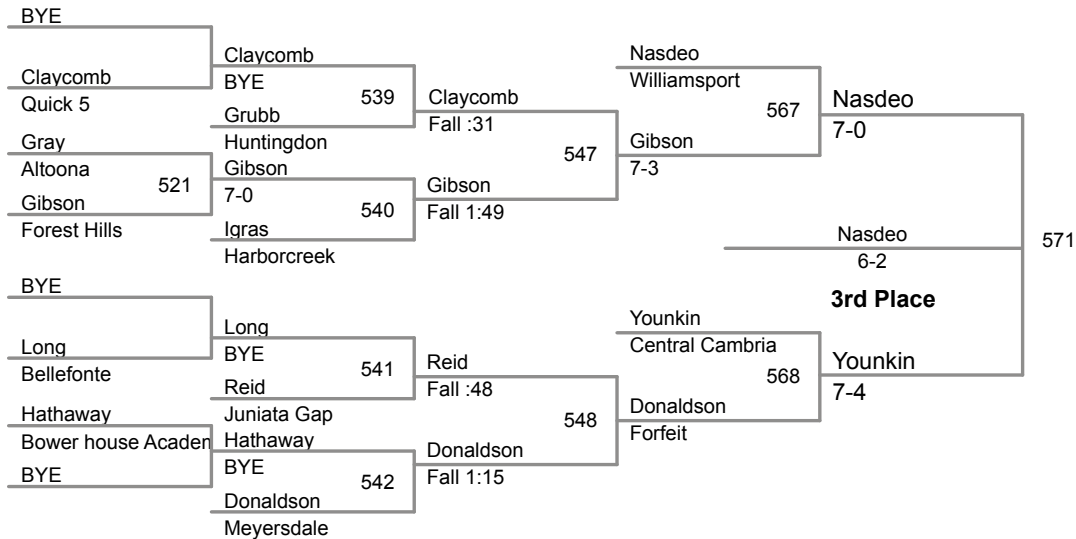 BYE
Claycomb
Quick 5
Gray
Altoona
521
Gibson
Forest Hills
BYE
Long
Bellefonte
Hathaway
Bower house Academ
BYE
Claycomb
BYE
539
Grubb
Huntingdon
Gibson
7-0
540
Igras
Harborcreek
Long
BYE
541
Reid
Juniata Gap
Hathaway
BYE
542
Donaldson
Meyersdale
Claycomb
Fall :31
547
Gibson
Fall 1:49
Reid
Fall :48
548
Donaldson
Fall 1:15
Nasdeo
Williamsport
567
Gibson
7-3
Younkin
Central Cambria
568
Donaldson
Forfeit
Nasdeo
7-0
Nasdeo
6-2
571
3rd Place
Younkin
7-4